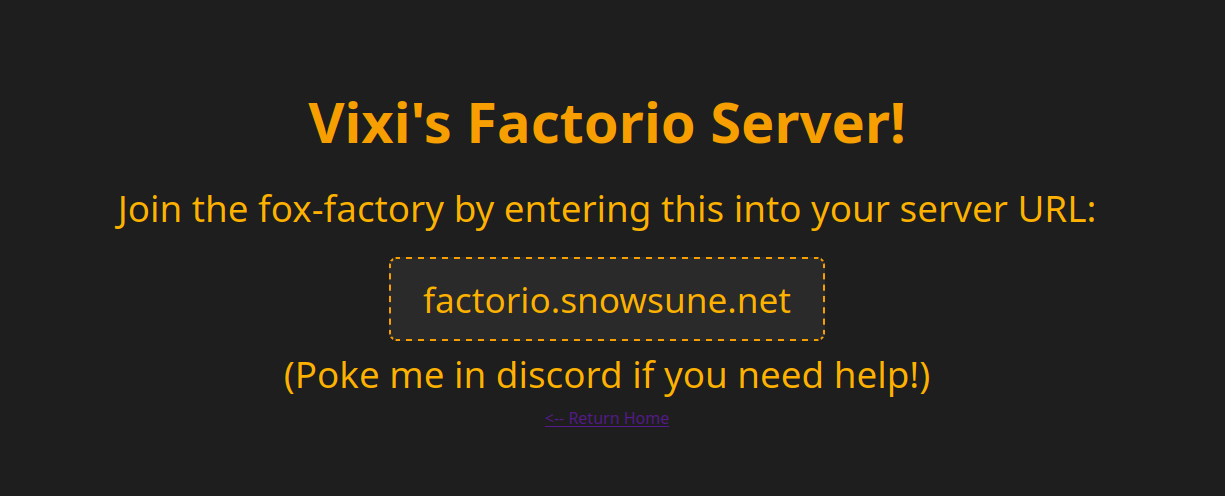 Vixi's Factorio Server!
Join the fox-factory by entering this into your server URL:
factorio.snowsune.net
(Poke me in discord if you need help!)
<-- Return Home